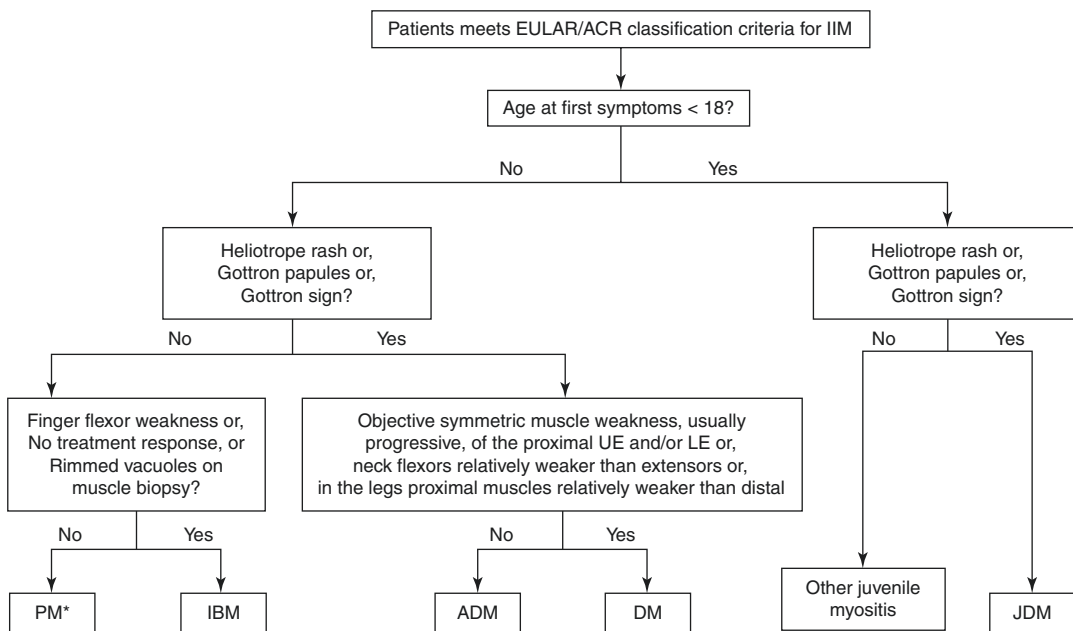 Patients meets EULAR/ACR classification criteria for IIM
Age at first symptoms < 18?
No
Yes
Heliotrope rash or,
Gottron papules or,
Gottron sign?
Heliotrope rash or,
Gottron papules or,
Gottron sign?
No
Yes
No
Yes
Finger flexor weakness or,
No treatment response, or
Rimmed vacuoles on
muscle biopsy?
Objective symmetric muscle weakness, usually
progressive, of the proximal UE and/or LE or,
neck flexors relatively weaker than extensors or,
in the legs proximal muscles relatively weaker than distal
No
Yes
No
Yes
PM*
IBM
ADM
DM
Other juvenile
myositis
JDM